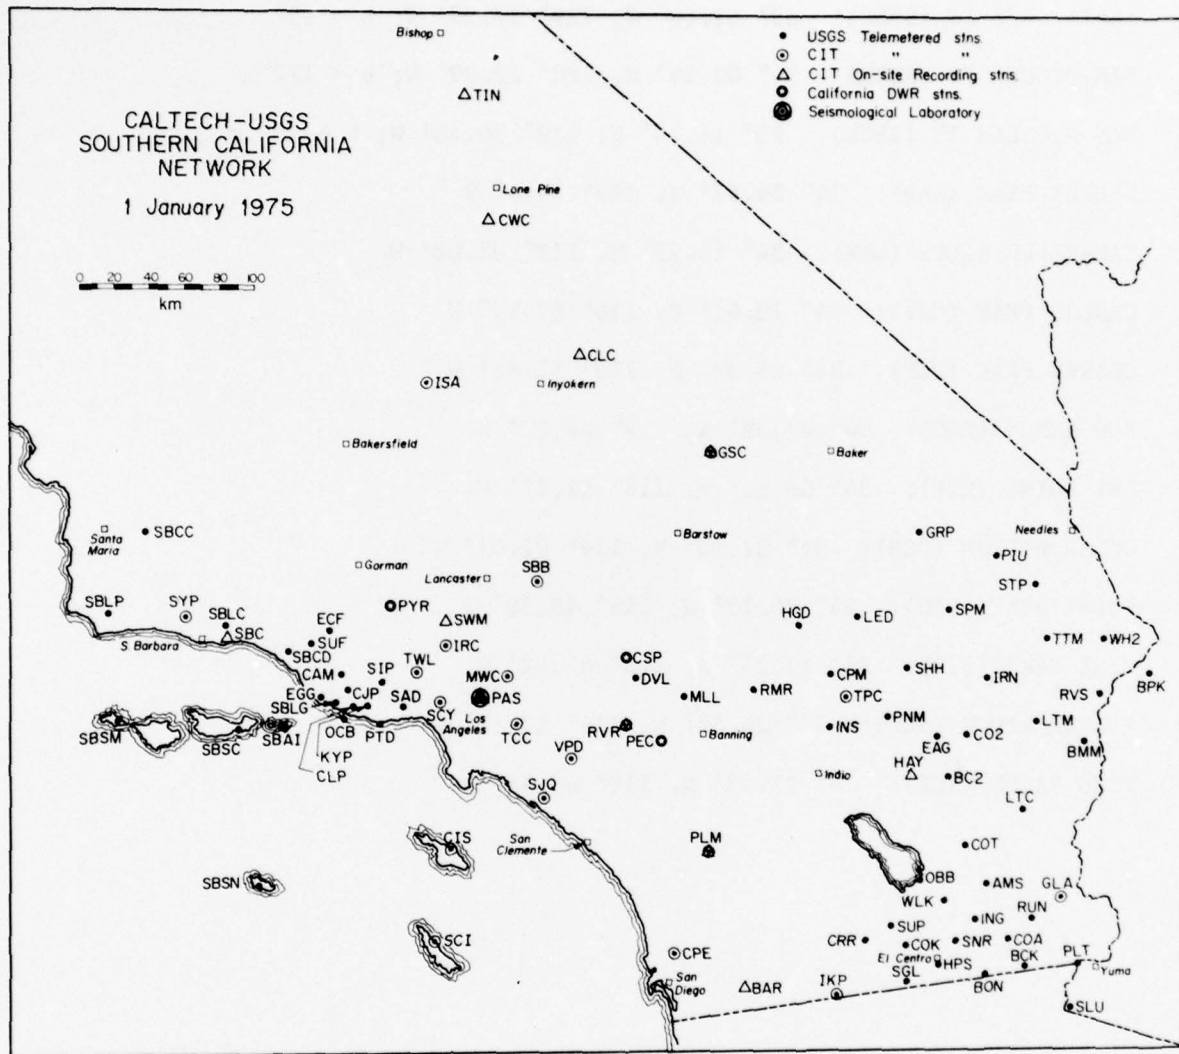 Bishop
USGS Telemetered stns.
CIT " "
CIT On-site Recording stns.
California DWR stns.
Seismological Laboratory
TIN
CALTECH-USGS
SOUTHERN CALIFORNIA
NETWORK
1 January 1975
Lone Pine
CWC
0 20 40 60 80 100
km
CLC
ISA
Inyokern
Bakersfield
GSC
Baker
Santa
Maria
SBCC
Barstow
GRP
Needles
PIU
Gorman
Lancaster
SBB
STP
SBLP
SYP
SBLC
SBC
S. Barbara
ECF
SUF
SBCD
PYR
SWM
IRC
HGD
LED
SPM
TTM
WH2
CAM
SIP
TWL
MWC
CSP
DVL
MLL
RMR
CPM
TPC
SHH
IRN
BPK
RVS
EGG
CJP
SBLG
SAD
SCY
PAS
Los
Angeles
SBSM
SBSC
SBAI
OCB
PTD
KYP
CLP
TCC
VPD
RVR
PEC
Banning
INS
PNM
EAG
CO2
LTM
BMM
SJQ
Indio
HAY
BC2
LTC
CIS
San
Clemente
PLM
COT
SBSN
OBB
AMS
GLA
WLK
RUN
ING
SUP
SCI
CRR
COK
SNR
COA
CPE
El Centro
HPS
BCK
PLT
Yuma
San
Diego
BAR
IKP
SGL
BON
SLU